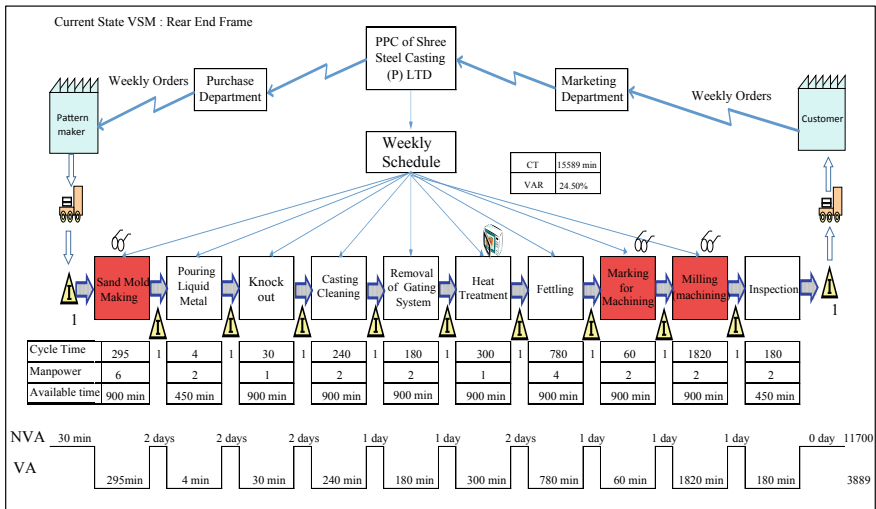 Current State VSM : Rear End Frame
PPC of Shree
Steel Casting
(P) LTD
Weekly Orders
Purchase
Department
Marketing
Department
Weekly Orders
Pattern
maker
Customer
Weekly
Schedule
CT 15589 min
VAR 24.50%
Sand Mold
Making
Pouring
Liquid
Metal
Knock
out
Casting
Cleaning
Removal
of Gating
System
Heat
Treatment
Fettling
Marking
for
Machining
Milling
[machining]
Inspection
I I
1 1
I I I I I I I I I
Cycle Time 295 1 4 1 30 1 240 1 180 1 300 1 780 1 60 1 1820 1 180
Manpower 6 2 1 2 2 1 4 2 2 2
Available time 900 min 450 min 900 min 900 min 900 min 900 min 900 min 900 min 900 min 450 min
NVA 30 min 2 days 2 days 2 days 1 day 1 day 2 days 1 day 1 day 1 day 0 day 11700
VA 295min 4 min 30 min 240 min 180 min 300 min 780 min 60 min 1820 min 180 min 3889